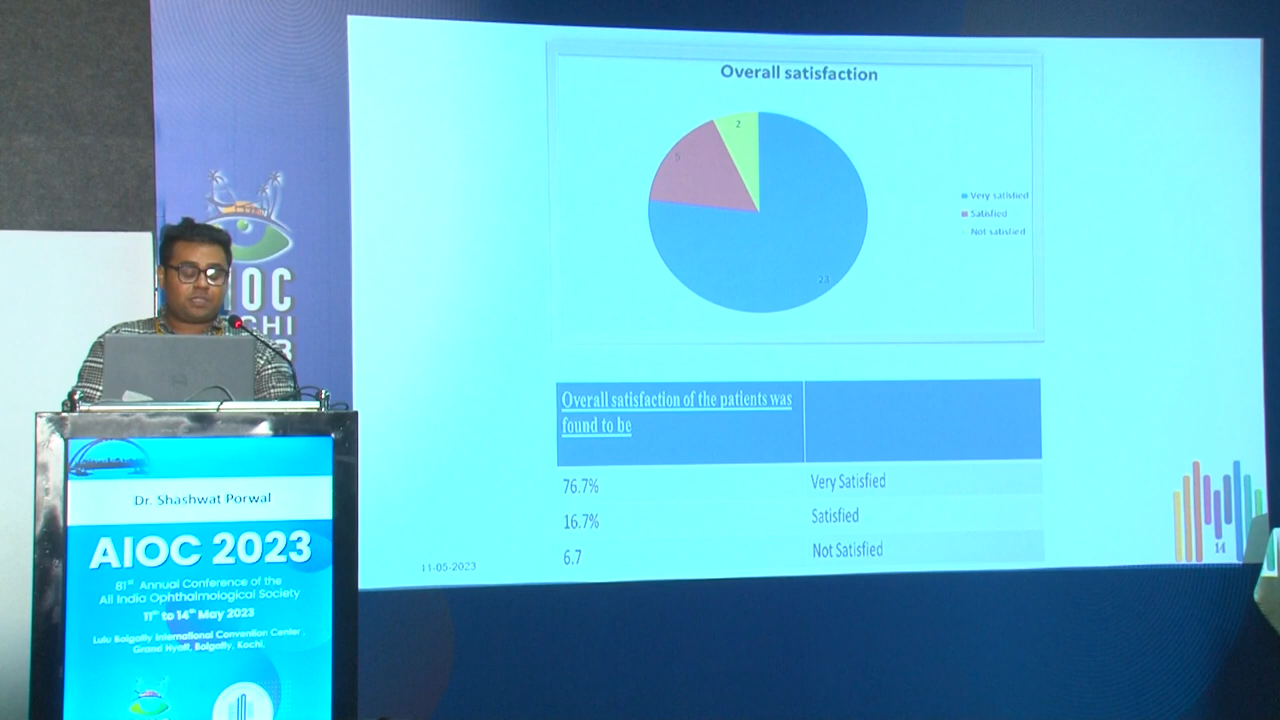 Overall satisfaction
2
5
23
Very satisfied
Satisfied
Not satisfied
Overall satisfaction of the patients was
found to be
76.7%
Very Satisfied
16.7%
Satisfied
6.7
Not Satisfied
11-05-2023
14
IOC
CHI
3
Dr. Shashwat Porwal
AIOC 2023
81st Annual Conference of the
All India Ophthalmological Society
11th to 14th May 2023
Lulu Bolgatty International Convention Center,
Grand Hyatt, Bolgatty, Kochi,